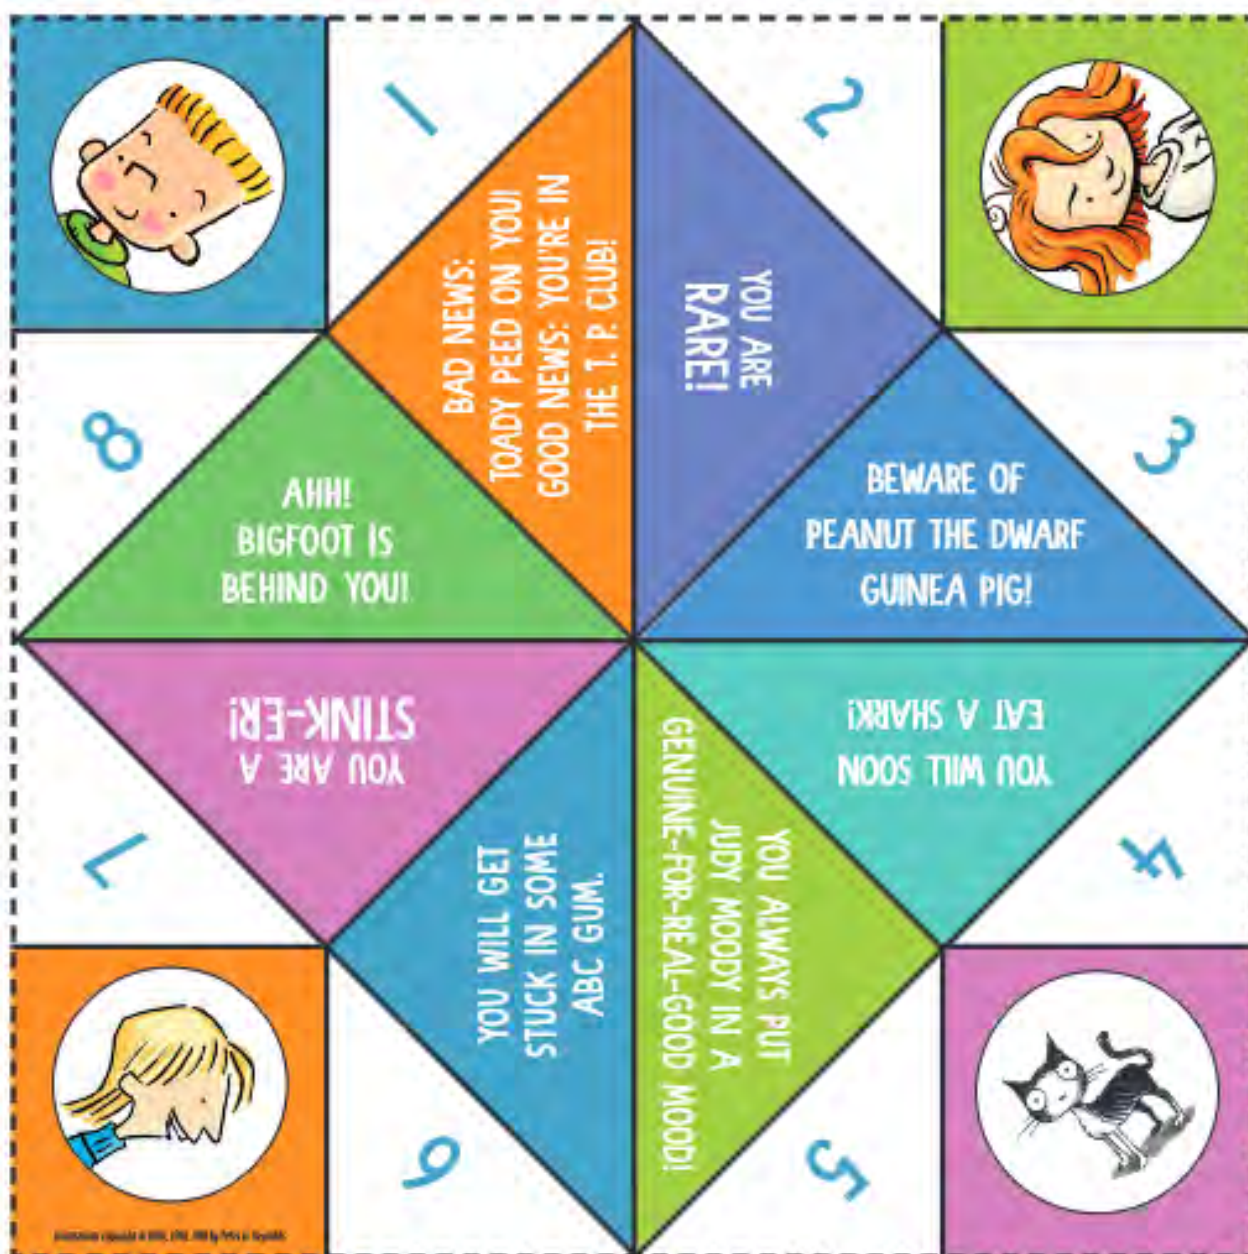 1
BAD NEWS:
TOADY PEED ON YOU!
GOOD NEWS: YOU'RE IN
THE T. P. CLUB!
2
YOU ARE
RARE!
3
BEWARE OF
PEANUT THE DWARF
GUINEA PIG!
4
YOU WILL SOON
EAT A SHARK!
5
YOU ALWAYS PUT
JUDY MOODY IN A
GENUINE-FOR-REAL-GOOD MOOD!
6
YOU WILL GET
STUCK IN SOME
ABC GUM.
7
YOU ARE A
STINK-ER!
8
AHH!
BIGFOOT IS
BEHIND YOU!
by Peter H. Reynolds